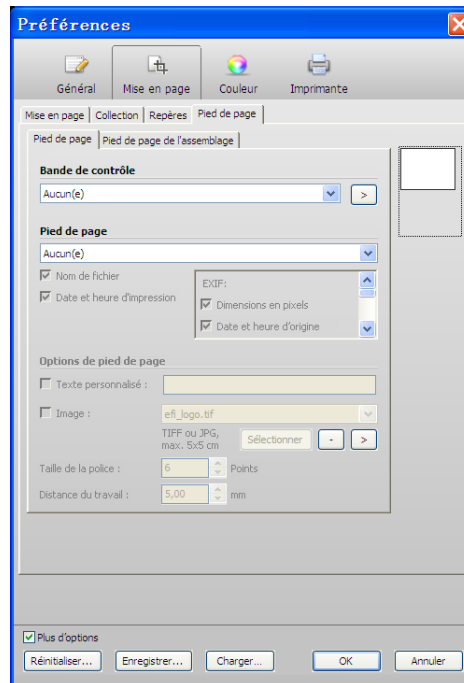 Préférences
Général Mise en page Couleur Imprimante
Mise en page Collection Repères Pied de page
Pied de page Pied de page de l'assemblage
Bande de contrôle
Aucun(e) >
Pied de page
Aucun(e)
Nom de fichier
Date et heure d'impression
EXIF:
Dimensions en pixels
Date et heure d'origine
Options de pied de page
Texte personnalisé :
Image : efi_logo.tif
TIFF ou JPG,
max. 5x5 cm
Sélectionner - >
Taille de la police : 6 Points
Distance du travail : 5,00 mm
Plus d'options
Réinitialiser... Enregistrer... Charger... OK Annuler